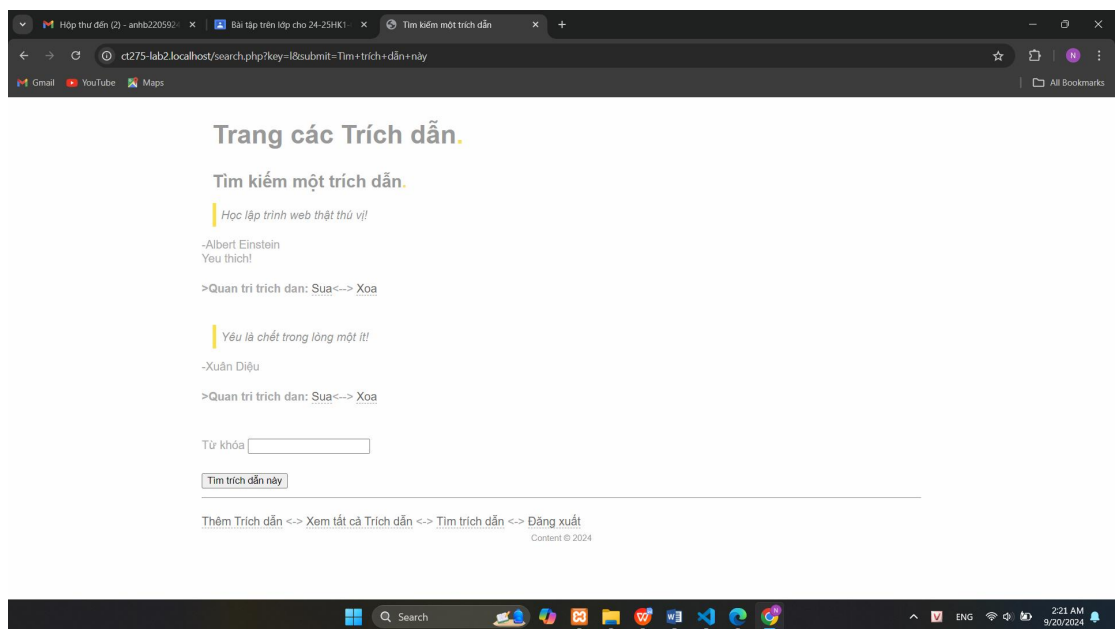 Hộp thư đến (2) - anhb220592
Bài tập trên lớp cho 24-25HK1-
Tìm kiếm một trích dẫn
ct275-lab2.localhost/search.php?key=l&submit=Tìm+trích+dẫn+này
N
Gmail YouTube Maps
All Bookmarks
Trang các Trích dẫn.
Tìm kiếm một trích dẫn.
Học lập trình web thật thú vị!
-Albert Einstein
Yeu thich!
>Quan tri trich dan: Sua<--> Xoa
Yêu là chết trong lòng một ít!
-Xuân Diệu
>Quan tri trich dan: Sua<--> Xoa
Từ khóa
Tìm trích dẫn này
Thêm Trích dẫn <-> Xem tất cả Trích dẫn <-> Tìm trích dẫn <-> Đăng xuất
Content © 2024
Search
V ENG 2:21 AM
9/20/2024